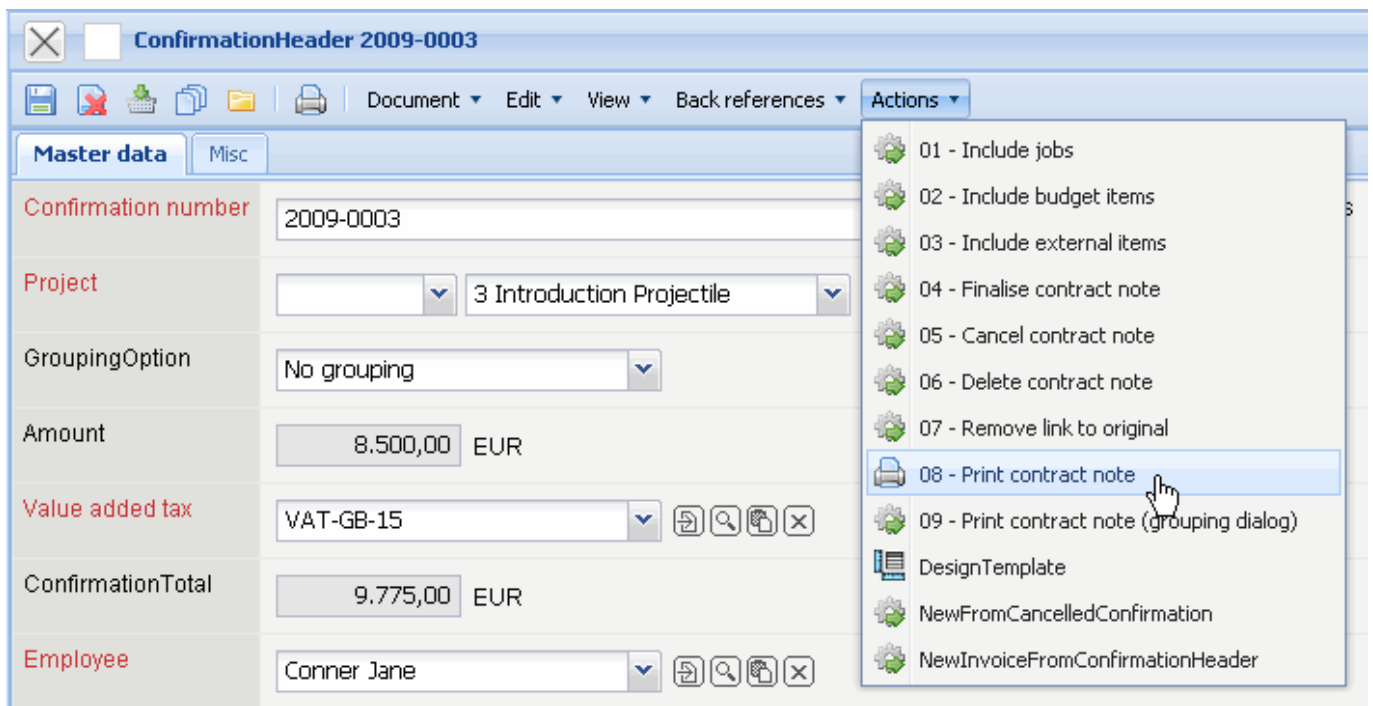 ConfirmationHeader 2009-0003
Document Edit View Back references Actions
Master data Misc
Confirmation number 2009-0003
Project 3 Introduction Projectile
GroupingOption No grouping
Amount 8.500,00 EUR
Value added tax VAT-GB-15
ConfirmationTotal 9.775,00 EUR
Employee Conner Jane
01 - Include jobs
02 - Include budget items
03 - Include external items
04 - Finalise contract note
05 - Cancel contract note
06 - Delete contract note
07 - Remove link to original
08 - Print contract note
09 - Print contract note (grouping dialog)
DesignTemplate
NewFromCancelledConfirmation
NewInvoiceFromConfirmationHeader